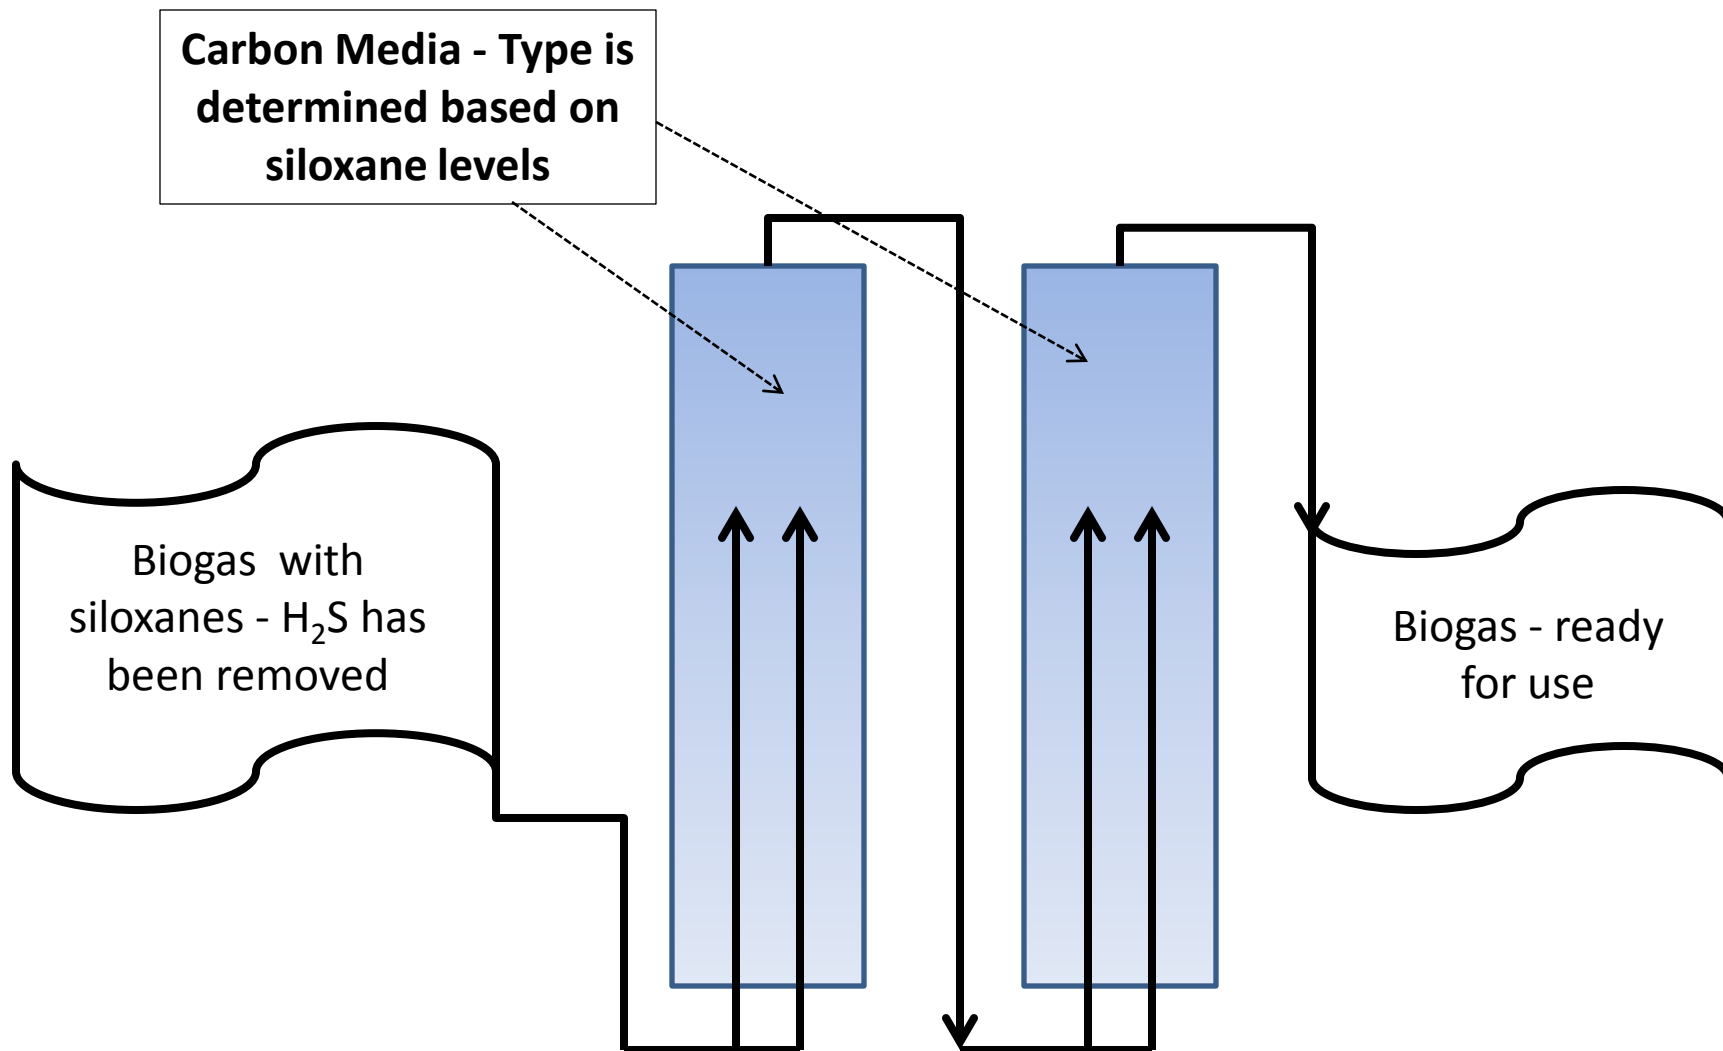 Carbon Media - Type is
determined based on
siloxane levels
Biogas  with
siloxanes - H₂S has
been removed
Biogas - ready
for use